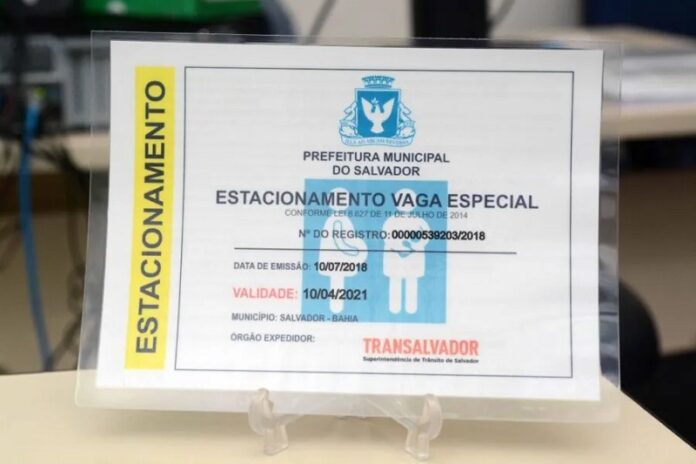 ESTACIONAMENTO
PREFEITURA MUNICIPAL
DO SALVADOR
ESTACIONAMENTO VAGA ESPECIAL
CONFORME LEI 8.627 DE 11 DE JULHO DE 2014
Nº DO REGISTRO: 00000539203/2018
DATA DE EMISSÃO: 10/07/2018
VALIDADE: 10/04/2021
MUNICÍPIO: SALVADOR - BAHIA
ÓRGÃO EXPEDIDOR:
TRANSALVADOR
Superintendência de Trânsito de Salvador